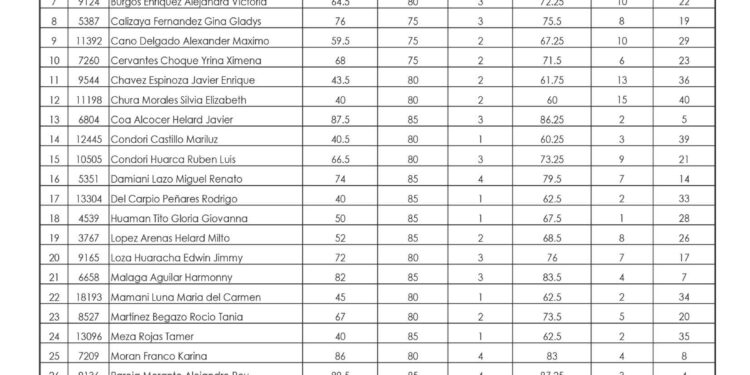 7 9124 Burgos Enriquez Alejandra Victoria 64.5 80 3 72.25 10 22
8 5387 Calizaya Fernandez Gina Gladys 76 75 3 75.5 8 19
9 11392 Cano Delgado Alexander Maximo 59.5 75 2 67.25 10 29
10 7260 Cervantes Choque Yrina Ximena 68 75 2 71.5 6 23
11 9544 Chavez Espinoza Javier Enrique 43.5 80 2 61.75 13 36
12 11198 Chura Morales Silvia Elizabeth 40 80 2 60 15 40
13 6804 Coa Alcocer Helard Javier 87.5 85 3 86.25 2 5
14 12445 Condori Castillo Mariluz 40.5 80 1 60.25 3 39
15 10505 Condori Huarca Ruben Luis 66.5 80 3 73.25 9 21
16 5351 Damiani Lazo Miguel Renato 74 85 4 79.5 7 14
17 13304 Del Carpio Peñares Rodrigo 40 85 1 62.5 2 33
18 4539 Huaman Tito Gloria Giovanna 50 85 1 67.5 1 28
19 3767 Lopez Arenas Helard Milto 52 85 2 68.5 8 26
20 9165 Loza Huaracha Edwin Jimmy 72 80 3 76 7 17
21 6658 Malaga Aguilar Harmonny 82 85 3 83.5 4 7
22 18193 Mamani Luna Maria del Carmen 45 80 1 62.5 2 34
23 8527 Martinez Begazo Rocio Tania 67 80 2 73.5 5 20
24 13096 Meza Rojas Tamer 40 85 1 62.5 2 35
25 7209 Moran Franco Karina 86 80 4 83 4 8